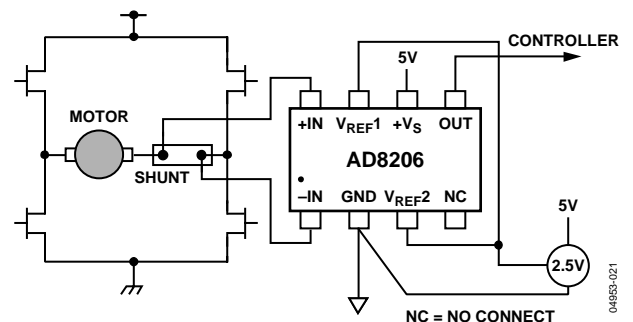 CONTROLLER
5V
MOTOR
SHUNT
+IN VREF1 +VS OUT
AD8206
–IN GND VREF2 NC
5V
2.5V
NC = NO CONNECT
04953-021